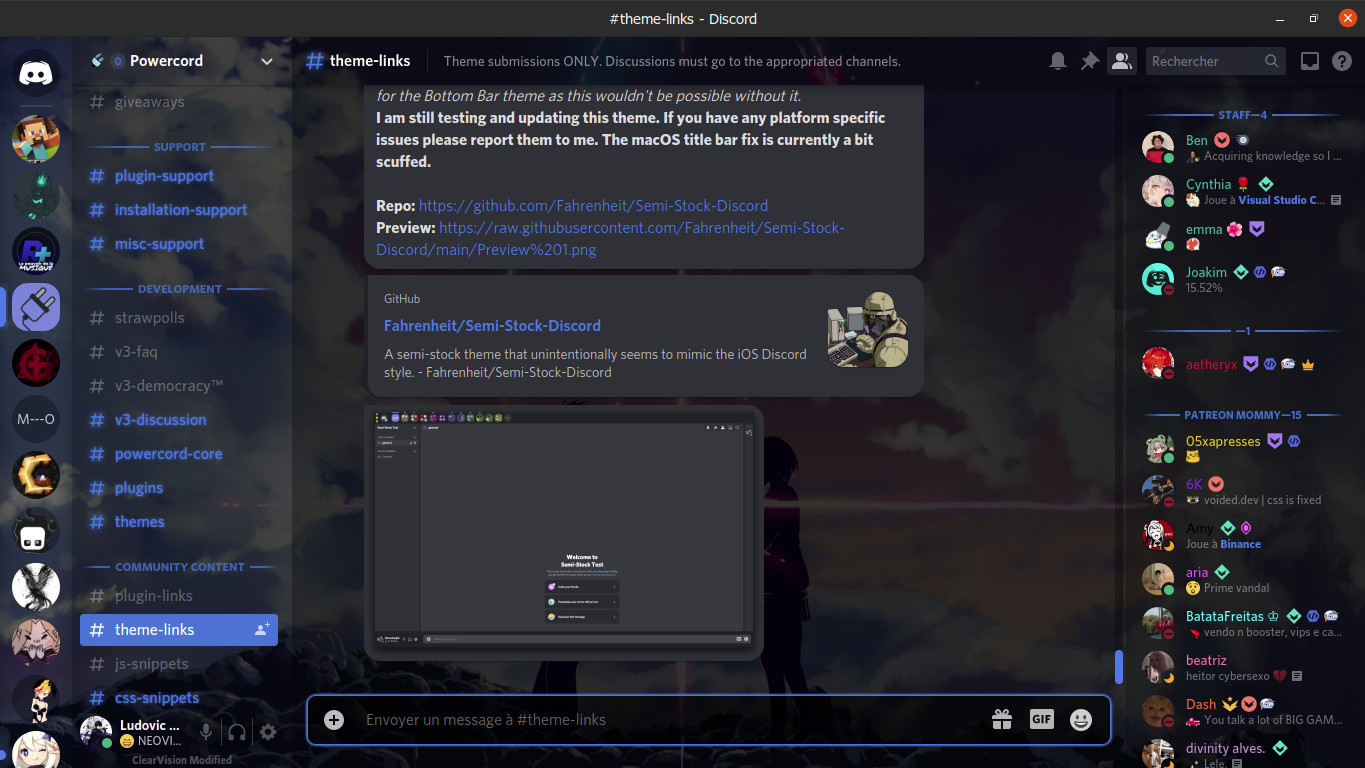 #theme-links - Discord
Powercord
# theme-links
Theme submissions ONLY. Discussions must go to the appropriated channels.
Rechercher
# giveaways
SUPPORT
# plugin-support
# installation-support
# misc-support
DEVELOPMENT
# strawpolls
# v3-faq
# v3-democracy™
# v3-discussion
# powercord-core
# plugins
# themes
COMMUNITY CONTENT
# plugin-links
# theme-links
# js-snippets
# css-snippets
Ludovic ...
NEOVI...
ClearVision Modified
M---O
Le pouvoir de la
MUSIQUE
for the Bottom Bar theme as this wouldn't be possible without it.
I am still testing and updating this theme. If you have any platform specific
issues please report them to me. The macOS title bar fix is currently a bit
scuffed.
Repo: https://github.com/Fahrenheit/Semi-Stock-Discord
Preview: https://raw.githubusercontent.com/Fahrenheit/Semi-Stock-
Discord/main/Preview%201.png
GitHub
Fahrenheit/Semi-Stock-Discord
A semi-stock theme that unintentionally seems to mimic the iOS Discord
style. - Fahrenheit/Semi-Stock-Discord
Semi-Stock Test
general
general
Welcome to
Semi-Stock Test
Envoyer un message à #theme-links
GIF
STAFF—4
Ben
Acquiring knowledge so I ...
Cynthia
Joue à Visual Studio C...
emma
Joakim
15.52%
—1
aetheryx
PATREON MOMMY—15
05xapresses
6K
voided.dev | css is fixed
Amy
Joue à Binance
aria
Prime vandal
BatataFreitas
vendo n booster, vips e ca...
beatriz
heitor cybersexo
Dash
You talk a lot of BIG GAM...
divinity alves.
Lele.